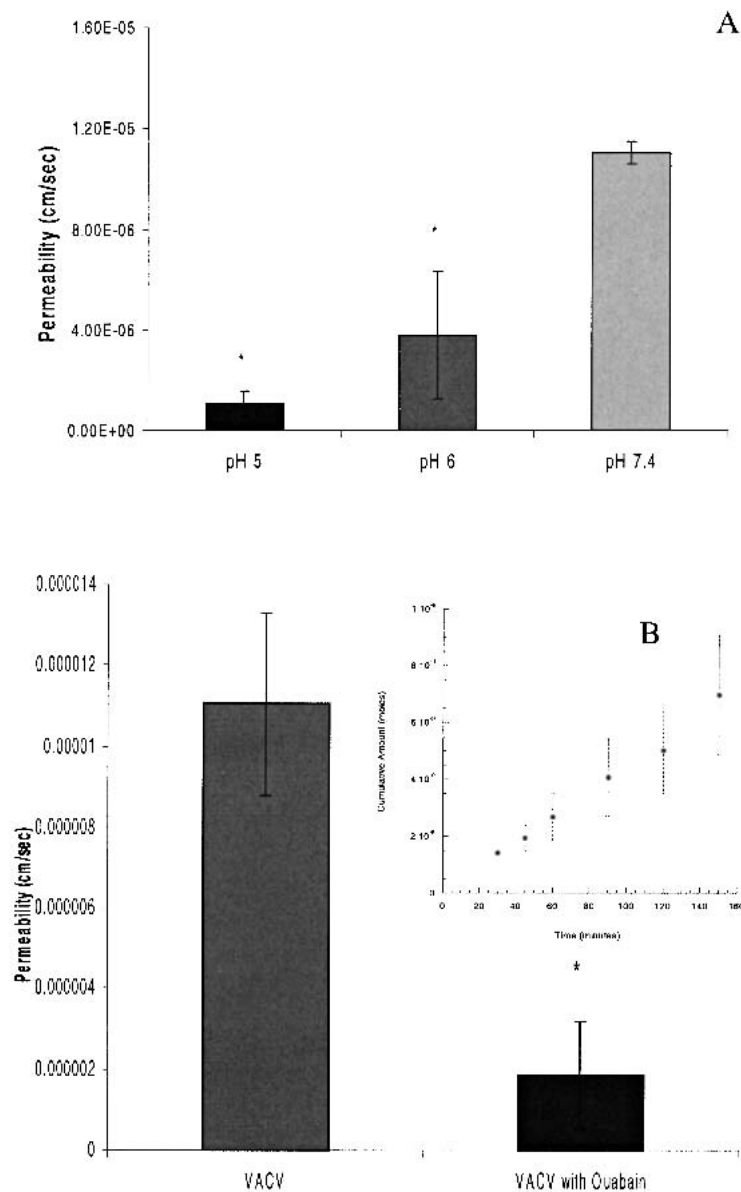 A
1.60E-05
1.20E-05
8.00E-06
4.00E-06
0.00E+00
Permeability (cm/sec)
*
*
pH 5
pH 6
pH 7.4
0.000014
0.000012
0.00001
0.000008
0.000006
0.000004
0.000002
0
Permeability (cm/sec)
B
0
Cumulative Amount (moles)
0 20 40 60 80 100 120 140 160
Time (minutes)
*
VACV
VACV with Ouabain